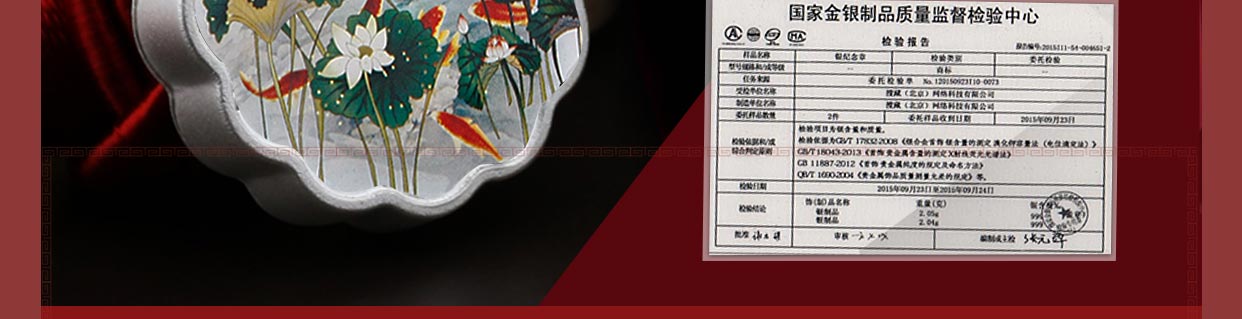 国家金银制品质量监督检验中心
MA
检验报告
报告编号:2015111-54-004651-2
样品名称 银纪念章 检验类别 委托检验
型号规格和/或等级 — 商标 —
任务来源 委托检验单 No.120150923110-0073
受检单位名称 搜藏（北京）网络科技有限公司
制造单位名称 搜藏（北京）网络科技有限公司
委托样品数量 2件 委托样品收到日期 2015年09月23日
检验项目为银含量和质量。
检验依据和/或 检验依据为GB/T 17832-2008《银合金首饰 银含量的测定 溴化钾容量法（电位滴定法）》
综合判定原则 GB/T18043-2013《首饰 贵金属含量的测定 X射线荧光光谱法》
GB 11887-2012《首饰 贵金属纯度的规定及命名方法》
QB/T 1690-2004《贵金属饰品质量测量允差的规定》等。
检验日期 2015年09月23日至2015年09月24日
检验结论 饰(制)品名称 重量(克)
银制品 2.05g 999
银制品 2.04g 999
批准 审核 编制或主检